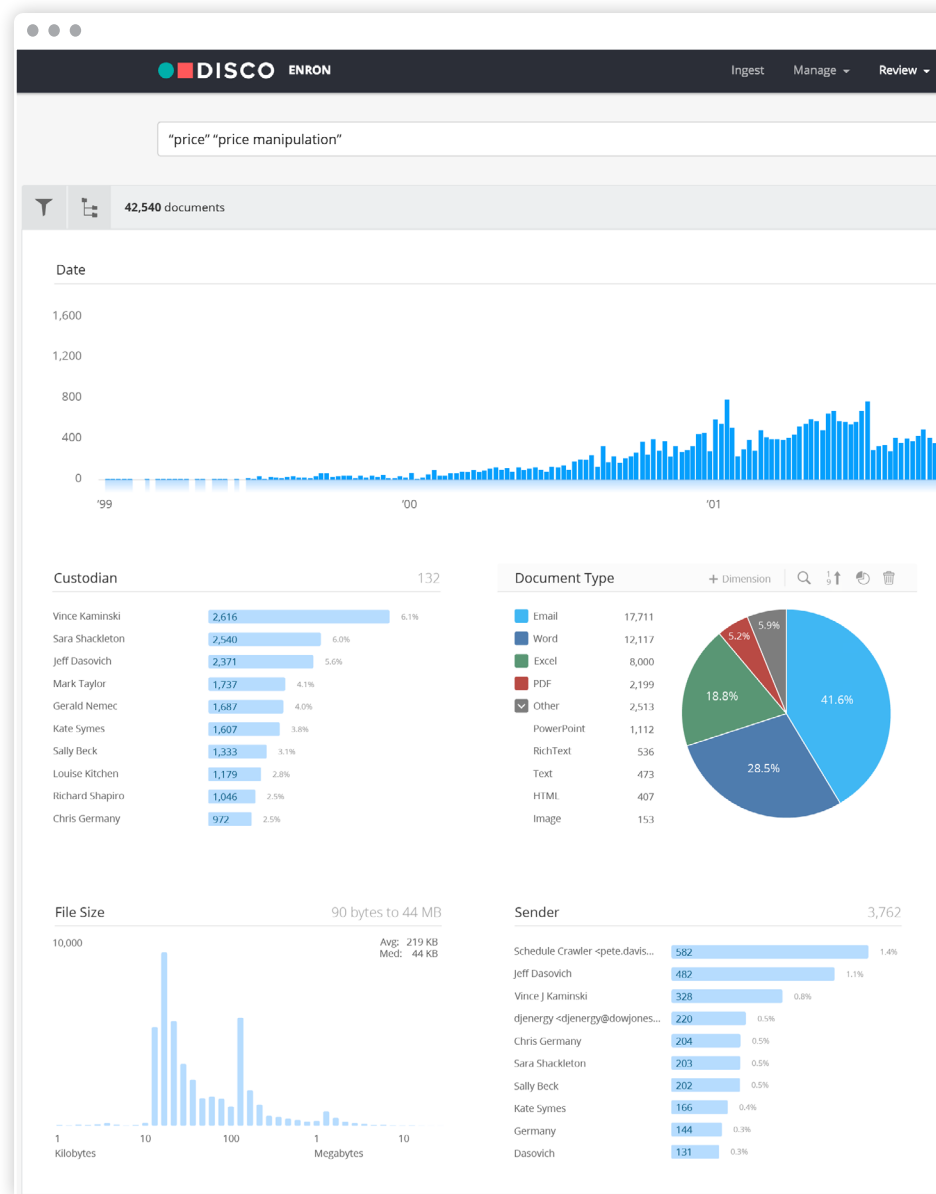 DISCO ENRON Ingest Manage Review
“price” “price manipulation”
42,540 documents
Date
1,600
1,200
800
400
0
'99 '00 '01
Custodian 132
Vince Kaminski 2,616 6.1%
Sara Shackleton 2,540 6.0%
Jeff Dasovich 2,371 5.6%
Mark Taylor 1,737 4.1%
Gerald Nemec 1,687 4.0%
Kate Symes 1,607 3.8%
Sally Beck 1,333 3.1%
Louise Kitchen 1,179 2.8%
Richard Shapiro 1,046 2.5%
Chris Germany 972 2.5%
Document Type + Dimension 1 9
Email 17,711
Word 12,117
Excel 8,000
PDF 2,199
Other 2,513
PowerPoint 1,112
RichText 536
Text 473
HTML 407
Image 153
5.9%
5.2%
18.8%
41.6%
28.5%
File Size 90 bytes to 44 MB
10,000
Avg: 219 KB
Med: 44 KB
1 10 100 1 10
Kilobytes Megabytes
Sender 3,762
Schedule Crawler <pete.davis... 582 1.4%
Jeff Dasovich 482 1.1%
Vince J Kaminski 328 0.8%
djenergy <djenergy@dowjones... 220 0.5%
Chris Germany 204 0.5%
Sara Shackleton 203 0.5%
Sally Beck 202 0.5%
Kate Symes 166 0.4%
Germany 144 0.3%
Dasovich 131 0.3%